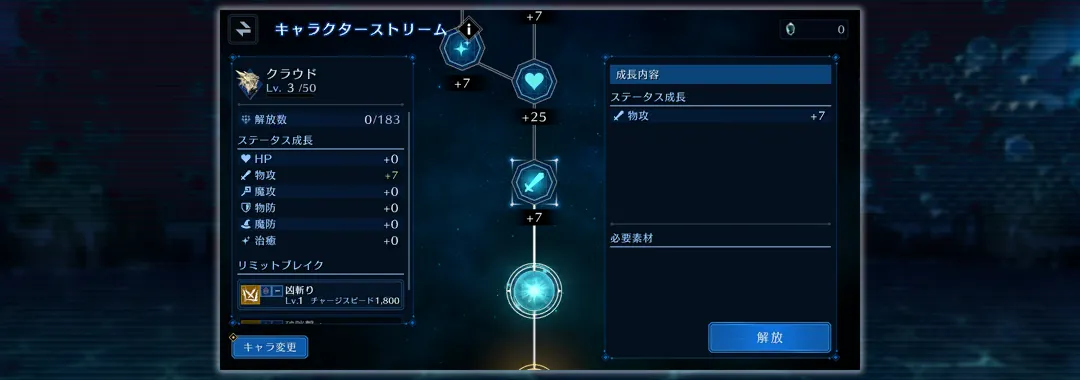 キャラクターストリーム
i
+7
0
クラウド
Lv. 3 /50
解放数 0/183
ステータス成長
HP +0
物攻 +7
魔攻 +0
物防 +0
魔防 +0
治癒 +0
リミットブレイク
凶斬り
Lv.1 チャージスピード1,800
キャラ変更
+7
+25
+7
成長内容
ステータス成長
物攻 +7
必要素材
解放